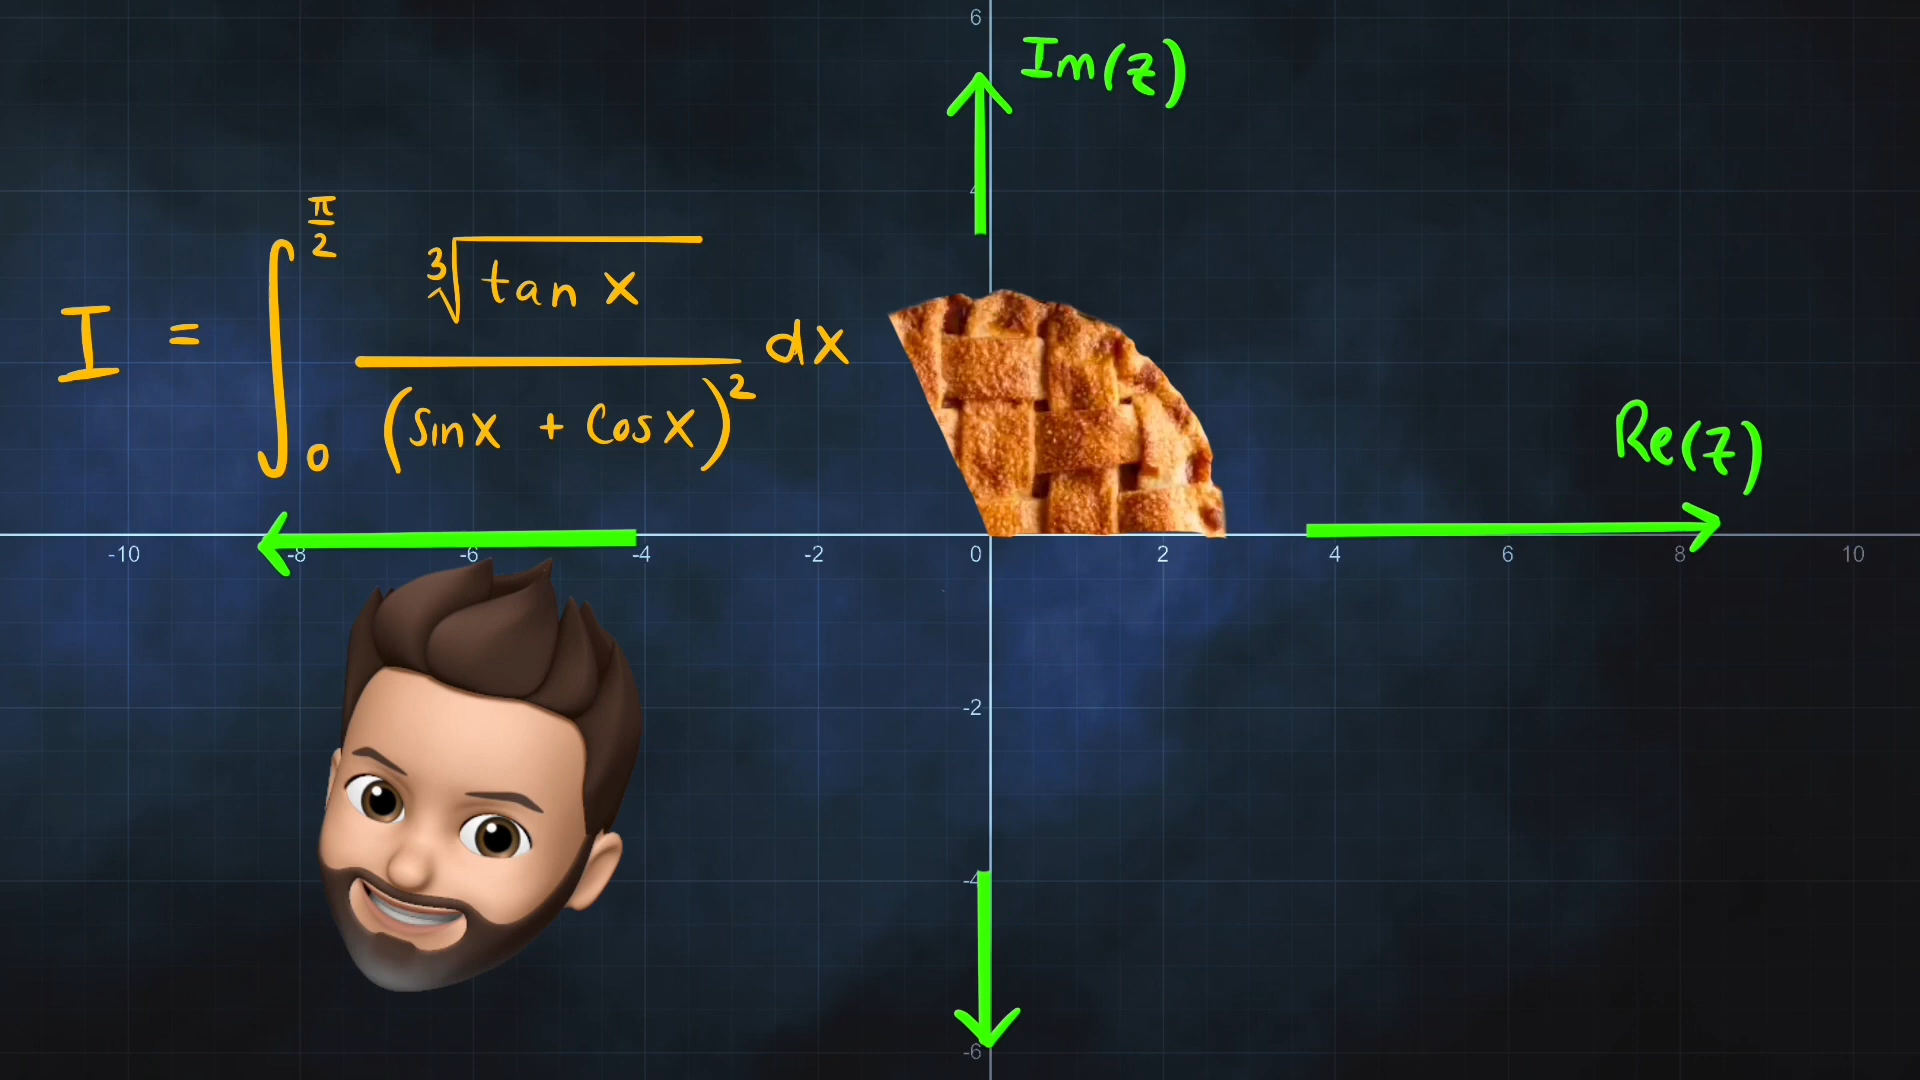 I = ∫₀^{π/2} ∛(tan x) / (sin x + cos x)² dx
Im(z)
Re(z)
6
4
-10 -8 -6 -4 -2 0 2 4 6 8 10
-2
-4
-6